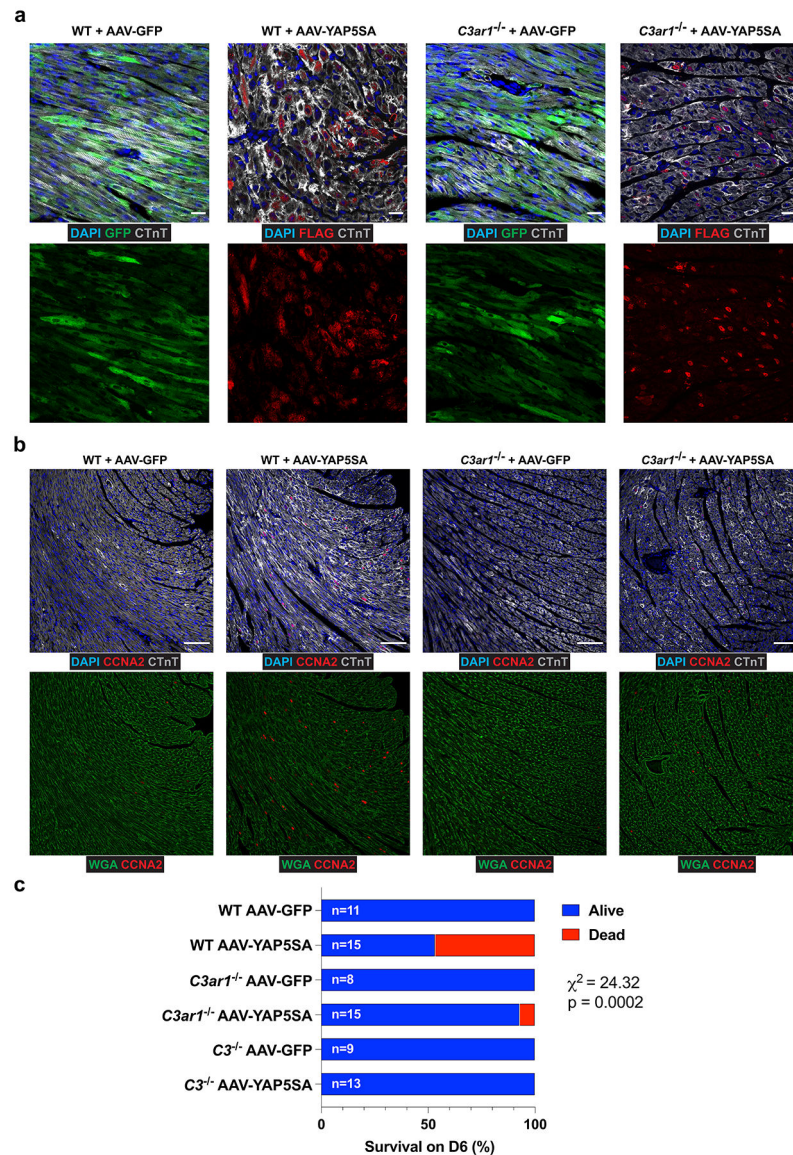 a
WT + AAV-GFP
WT + AAV-YAP5SA
C3ar1-/- + AAV-GFP
C3ar1-/- + AAV-YAP5SA
DAPI GFP CTnT
DAPI FLAG CTnT
DAPI GFP CTnT
DAPI FLAG CTnT
b
WT + AAV-GFP
WT + AAV-YAP5SA
C3ar1-/- + AAV-GFP
C3ar1-/- + AAV-YAP5SA
DAPI CCNA2 CTnT
DAPI CCNA2 CTnT
DAPI CCNA2 CTnT
DAPI CCNA2 CTnT
WGA CCNA2
WGA CCNA2
WGA CCNA2
WGA CCNA2
c
WT AAV-GFP n=11
WT AAV-YAP5SA n=15
C3ar1-/- AAV-GFP n=8
C3ar1-/- AAV-YAP5SA n=15
C3-/- AAV-GFP n=9
C3-/- AAV-YAP5SA n=13
Alive
Dead
χ² = 24.32
p = 0.0002
0 50 100
Survival on D6 (%)